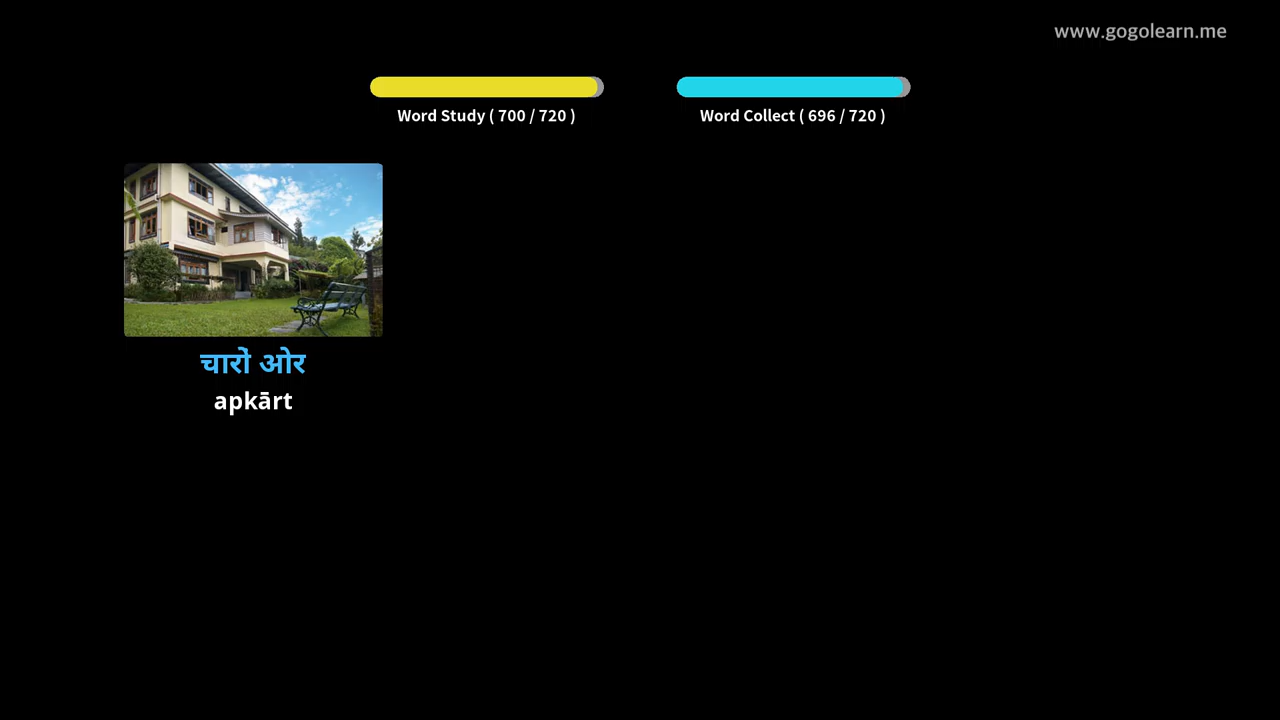 www.gogolearn.me
Word Study ( 700 / 720 )
Word Collect ( 696 / 720 )
चारों ओर
apkārt